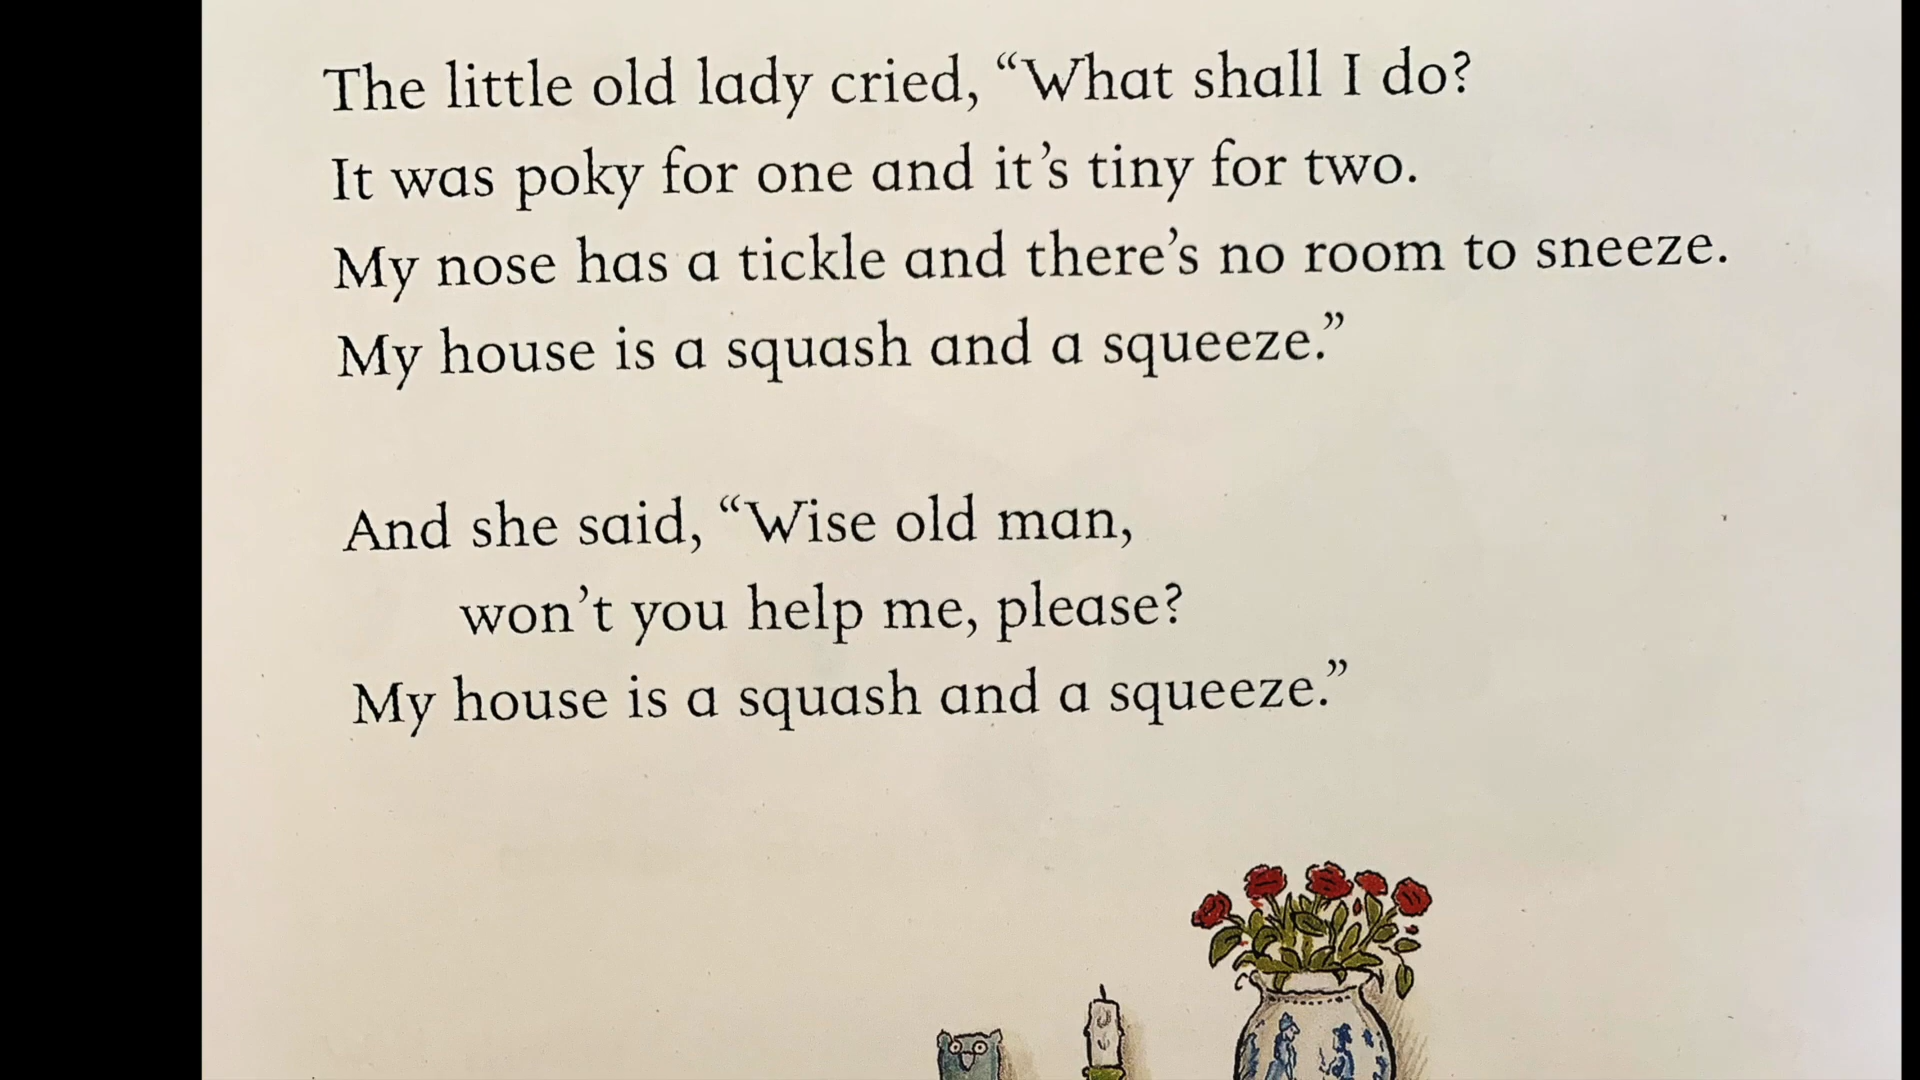 The little old lady cried, “What shall I do?
It was poky for one and it’s tiny for two.
My nose has a tickle and there’s no room to sneeze.
My house is a squash and a squeeze.”
And she said, “Wise old man,
won’t you help me, please?
My house is a squash and a squeeze.”